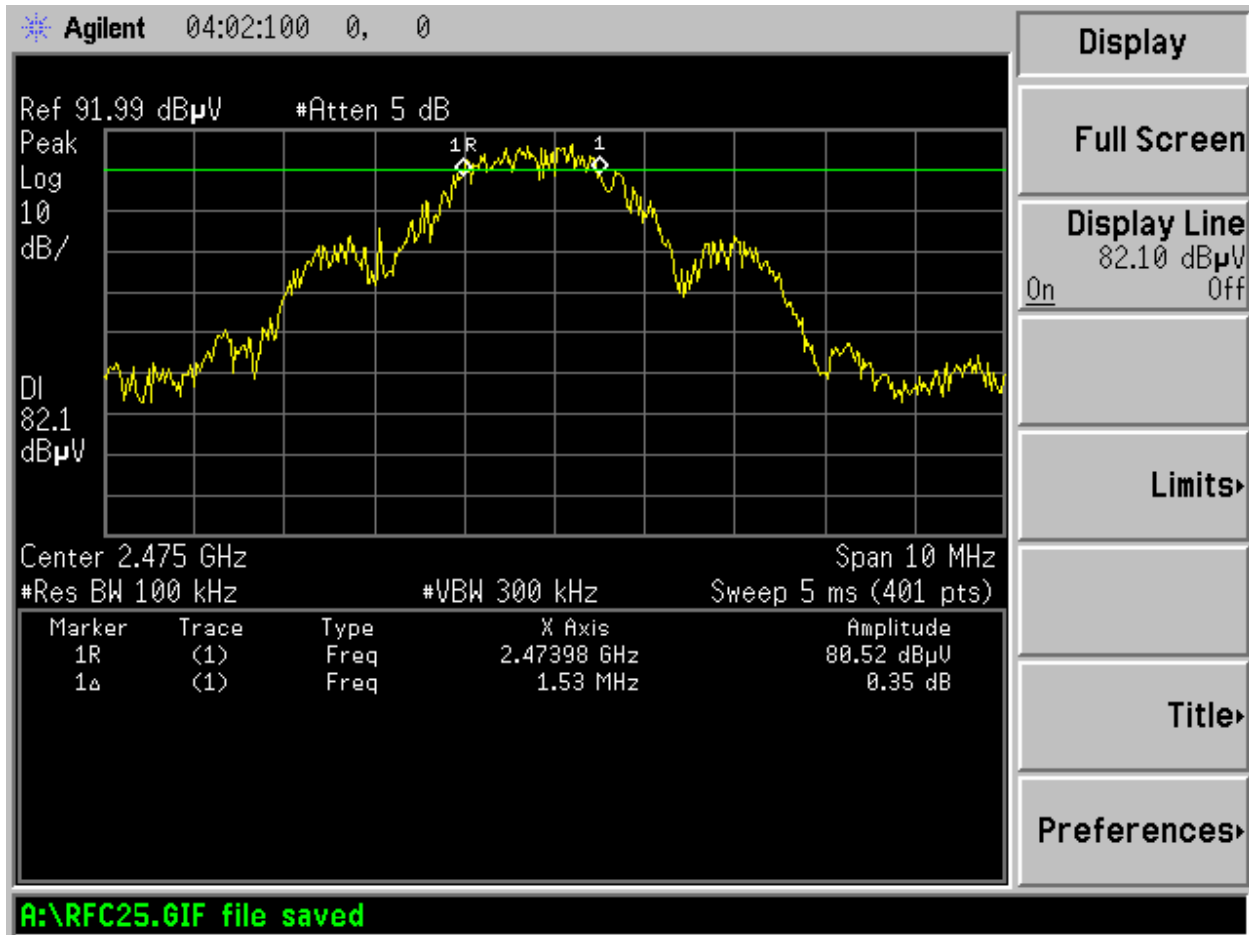 Agilent 04:02:100 0, 0
Ref 91.99 dBµV #Atten 5 dB
Peak
Log
10
dB/
1R 1
DI
82.1
dBµV
Center 2.475 GHz Span 10 MHz
#Res BW 100 kHz #VBW 300 kHz Sweep 5 ms (401 pts)
Marker Trace Type X Axis Amplitude
1R (1) Freq 2.47398 GHz 80.52 dBµV
1△ (1) Freq 1.53 MHz 0.35 dB
A:\RFC25.GIF file saved
Display
Full Screen
Display Line
82.10 dBµV
On Off
Limits▸
Title▸
Preferences▸